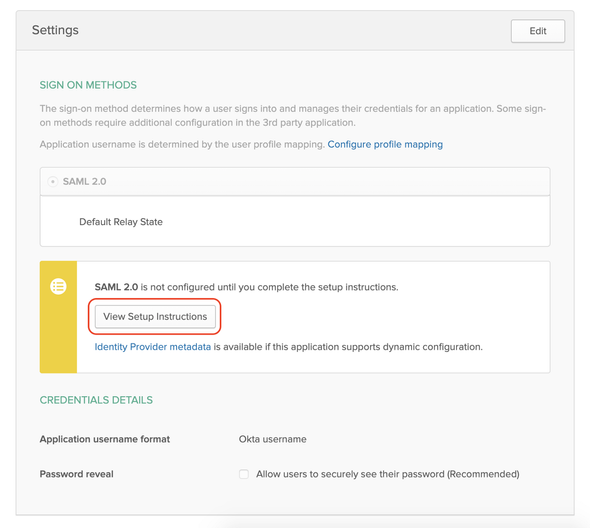 Settings
Edit
SIGN ON METHODS
The sign-on method determines how a user signs into and manages their credentials for an application. Some sign-
on methods require additional configuration in the 3rd party application.
Application username is determined by the user profile mapping. Configure profile mapping
SAML 2.0
Default Relay State
SAML 2.0 is not configured until you complete the setup instructions.
View Setup Instructions
Identity Provider metadata is available if this application supports dynamic configuration.
CREDENTIALS DETAILS
Application username format Okta username
Password reveal Allow users to securely see their password (Recommended)